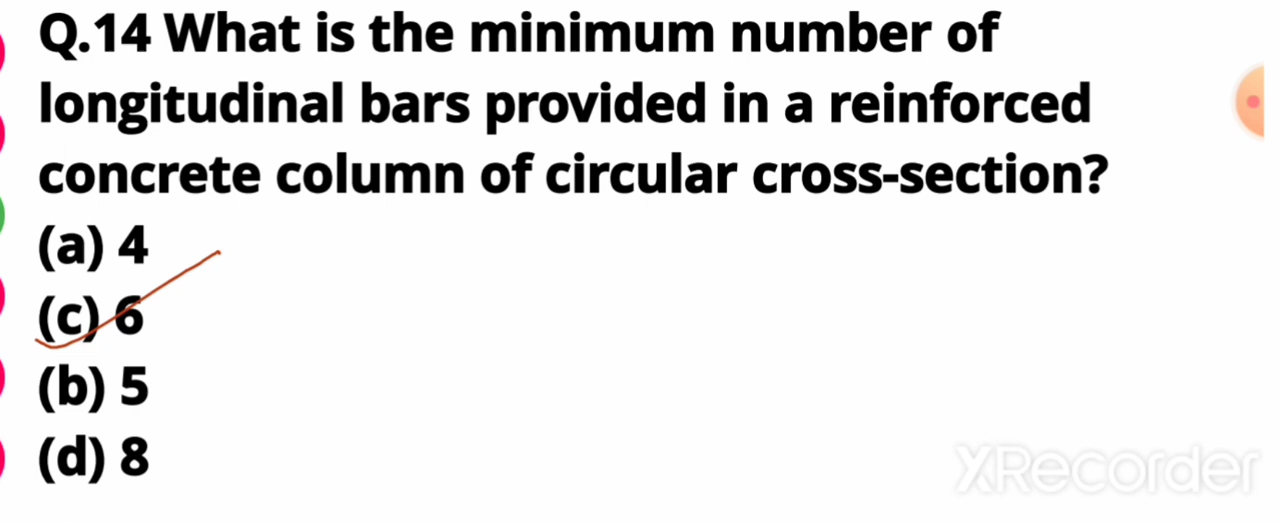 Q.14 What is the minimum number of
longitudinal bars provided in a reinforced
concrete column of circular cross-section?
(a) 4
(c) 6
(b) 5
(d) 8
XRecorder